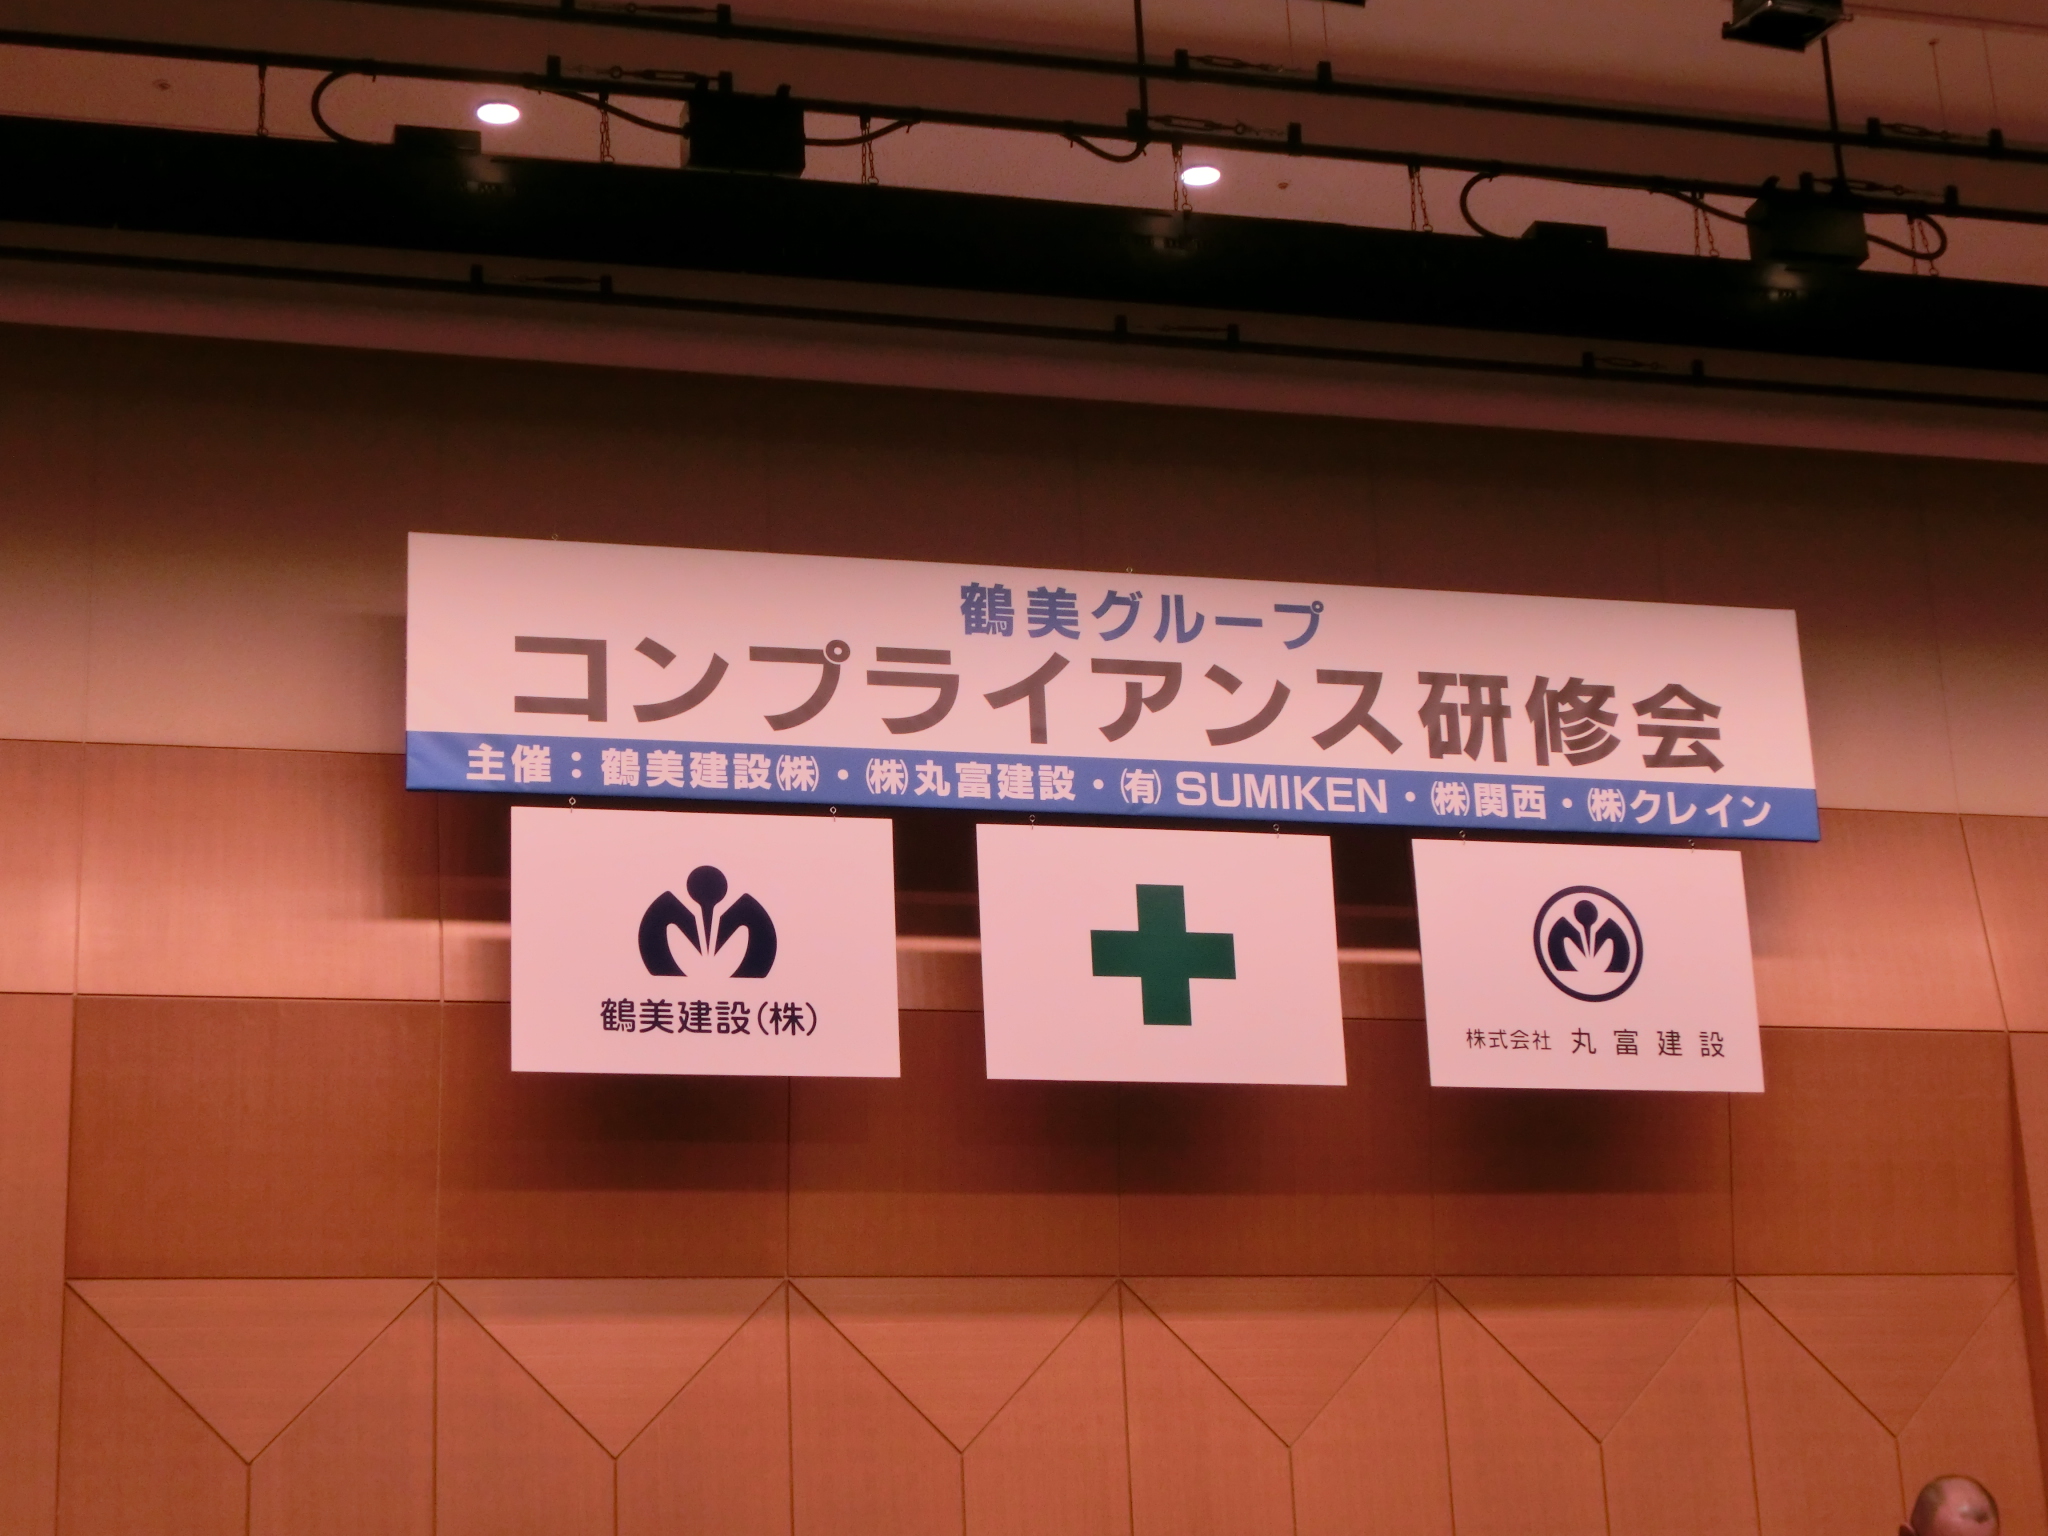 鶴美グループ
コンプライアンス研修会
主催：鶴美建設㈱・㈱丸富建設・㈲SUMIKEN・㈱関西・㈱クレイン
鶴美建設(株)
株式会社 丸富建設